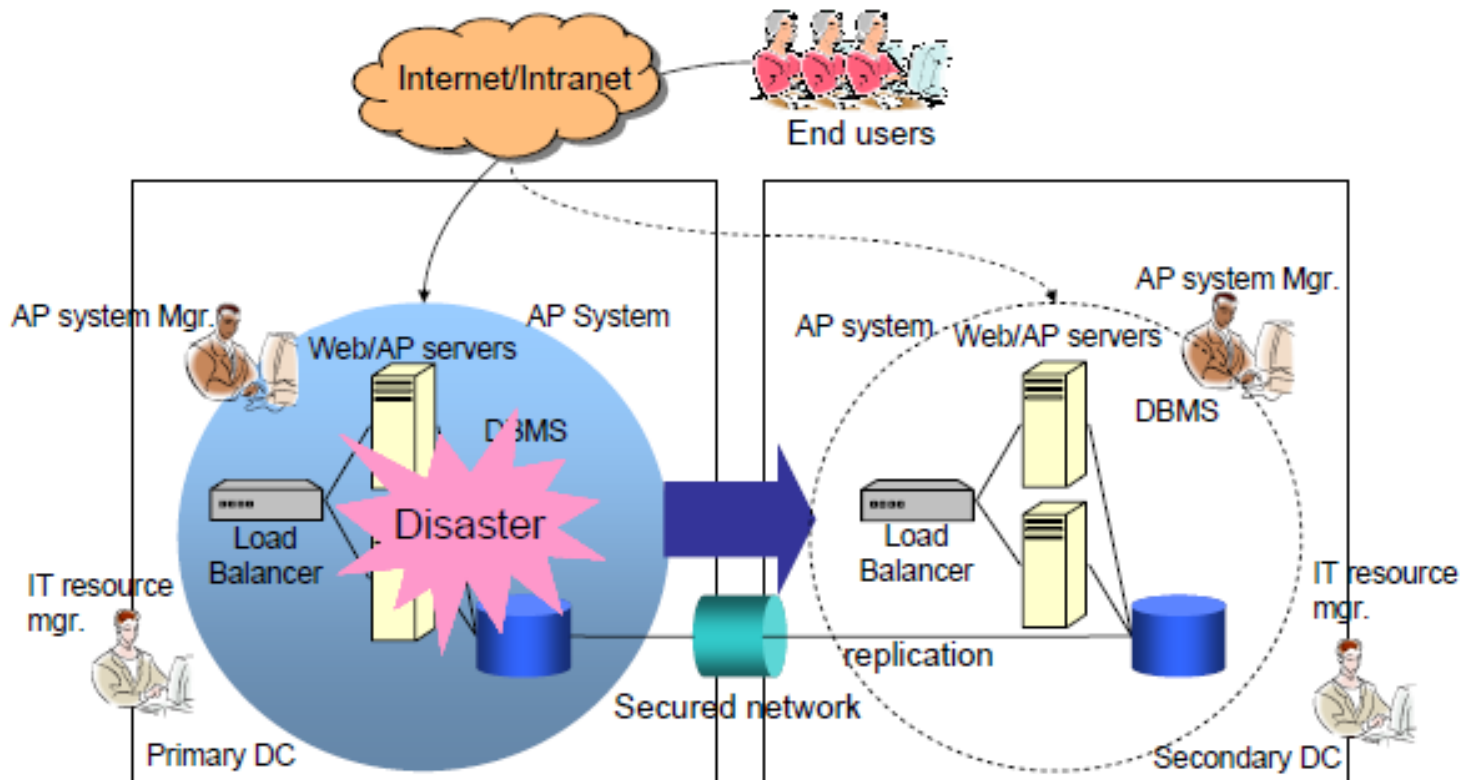 Internet/Intranet
End users
AP system Mgr.
AP System
Web/AP servers
DBMS
Disaster
Load
Balancer
IT resource
mgr.
Primary DC
AP system Mgr.
AP system
Web/AP servers
DBMS
Load
Balancer
IT resource
mgr.
replication
Secured network
Secondary DC